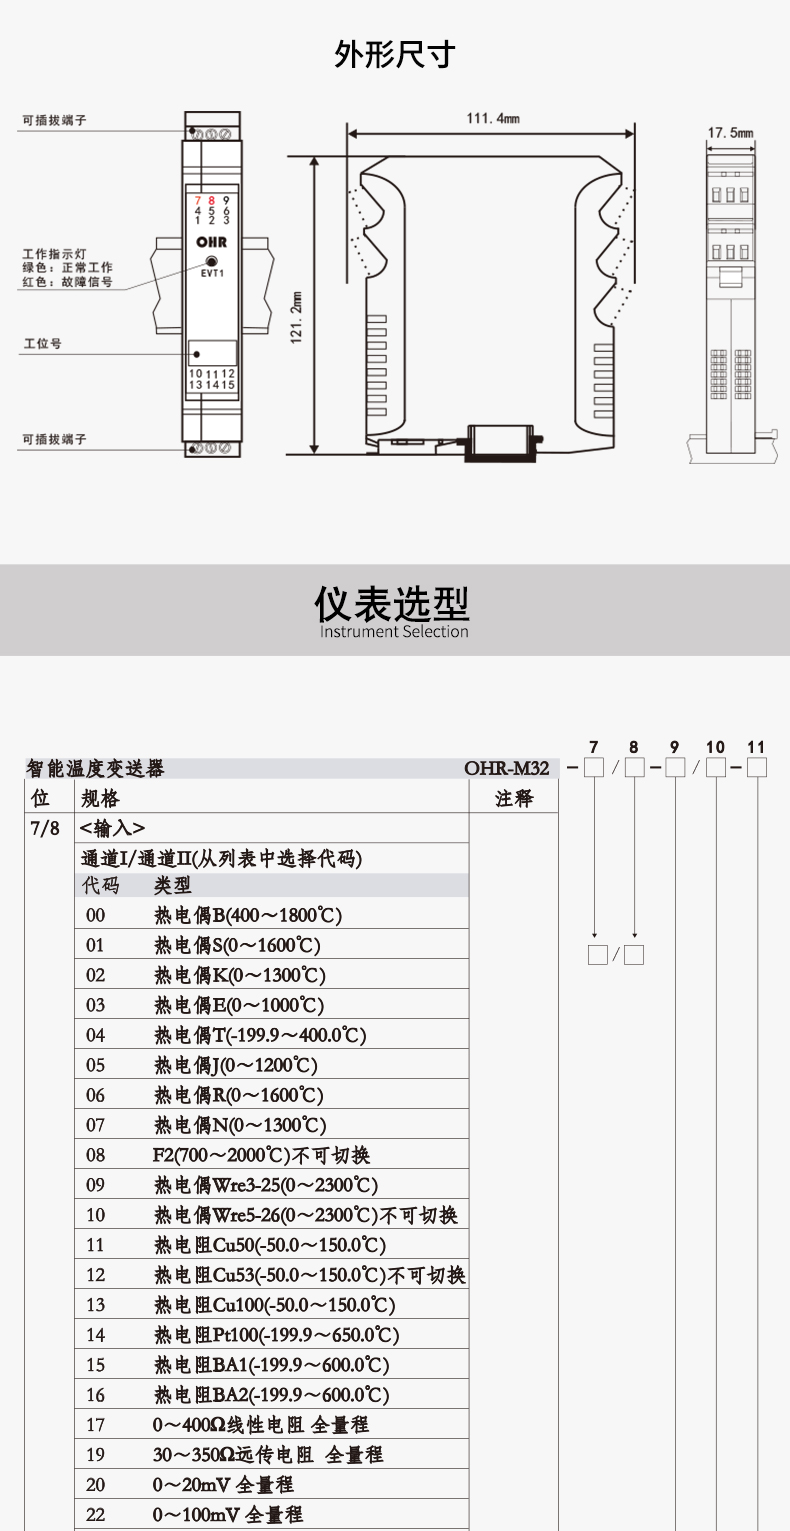 外形尺寸
可插拔端子
7 8 9
4 5 6
1 2 3
OHR
EVT1
工作指示灯
绿色：正常工作
红色：故障信号
工位号
10 11 12
13 14 15
可插拔端子
111.4mm
121.2mm
17.5mm
仪表选型
Instrument Selection
7 8 9 10 11
智能温度变送器 OHR-M32 -□/□-□/□-□
位 规格 注释
7/8 <输入>
通道I/通道II(从列表中选择代码)
代码 类型
□/□
00 热电偶B(400～1800℃)
01 热电偶S(0～1600℃)
02 热电偶K(0～1300℃)
03 热电偶E(0～1000℃)
04 热电偶T(-199.9～400.0℃)
05 热电偶J(0～1200℃)
06 热电偶R(0～1600℃)
07 热电偶N(0～1300℃)
08 F2(700～2000℃)不可切换
09 热电偶Wre3-25(0～2300℃)
10 热电偶Wre5-26(0～2300℃)不可切换
11 热电阻Cu50(-50.0～150.0℃)
12 热电阻Cu53(-50.0～150.0℃)不可切换
13 热电阻Cu100(-50.0～150.0℃)
14 热电阻Pt100(-199.9～650.0℃)
15 热电阻BA1(-199.9～600.0℃)
16 热电阻BA2(-199.9～600.0℃)
17 0～400Ω线性电阻 全量程
19 30～350Ω远传电阻 全量程
20 0～20mV 全量程
22 0～100mV 全量程